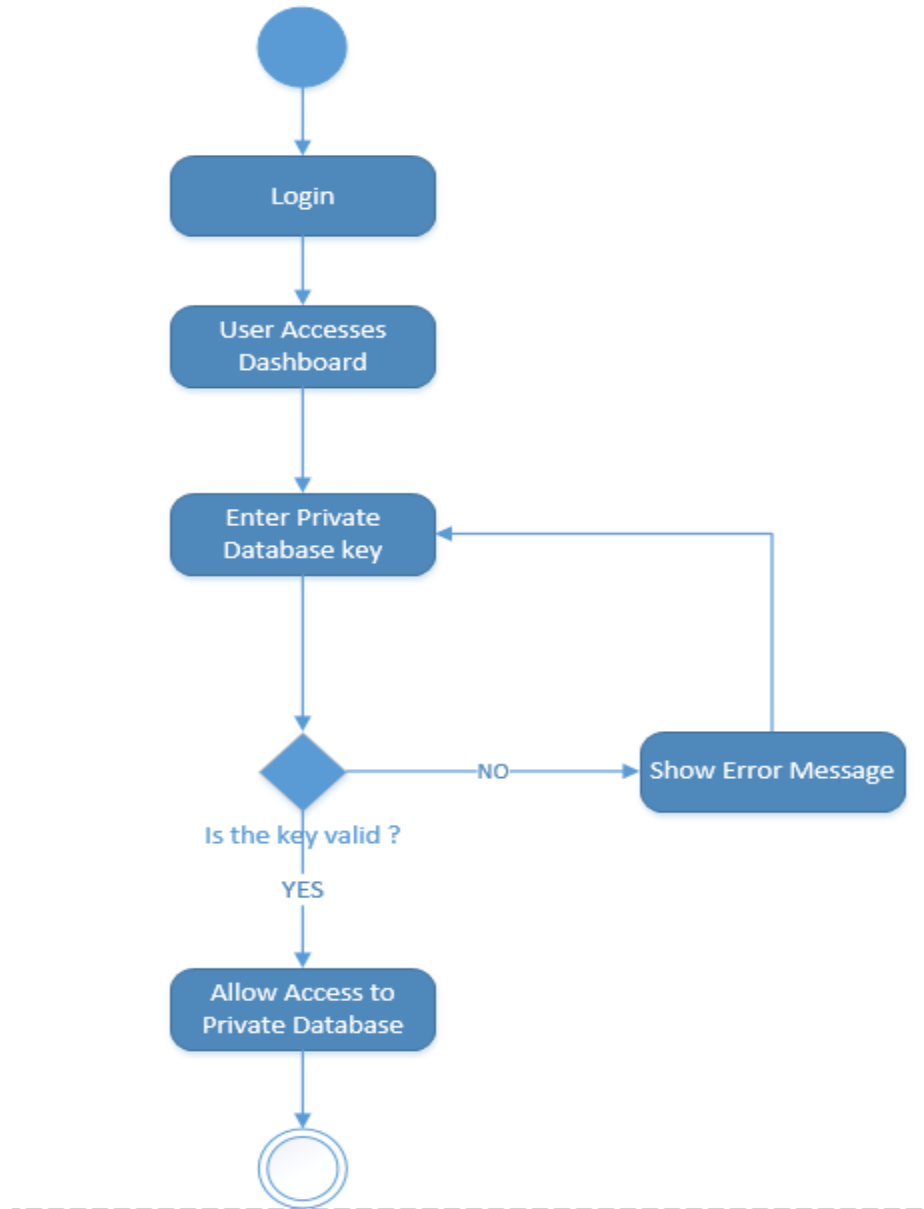 Login
User Accesses
Dashboard
Enter Private
Database key
NO
Show Error Message
Is the key valid ?
YES
Allow Access to
Private Database